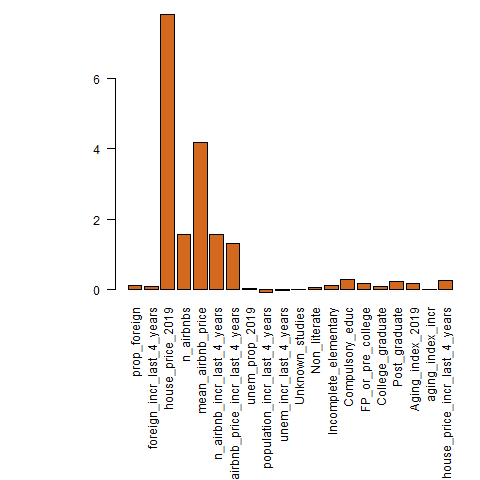 6
4
2
0
prop_foreign
foreign_incr_last_4_years
house_price_2019
n_airbnbs
mean_airbnb_price
n_airbnb_incr_last_4_years
airbnb_price_incr_last_4_years
unem_prop_2019
population_incr_last_4_years
unem_incr_last_4_years
Unknown_studies
Non_literate
Incomplete_elementary
Compulsory_educ
FP_or_pre_college
College_graduate
Post_graduate
Aging_index_2019
aging_index_incr
house_price_incr_last_4_years